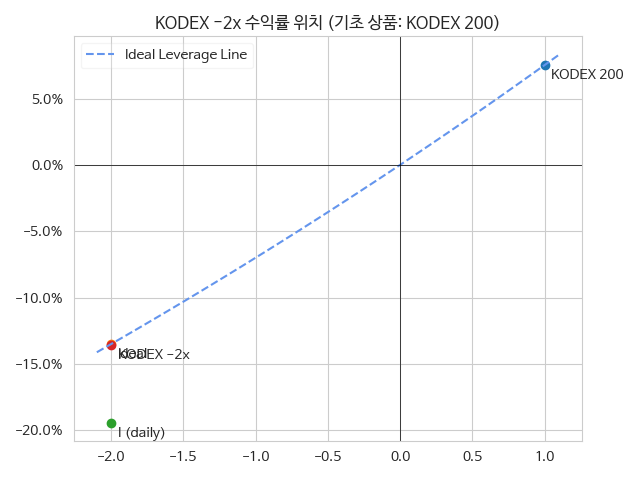 KODEX -2x 수익률 위치 (기초 상품: KODEX 200)
Ideal Leverage Line
KODEX 200
5.0%
0.0%
-5.0%
-10.0%
KODEX -2x
-15.0%
I (daily)
-20.0%
-2.0 -1.5 -1.0 -0.5 0.0 0.5 1.0